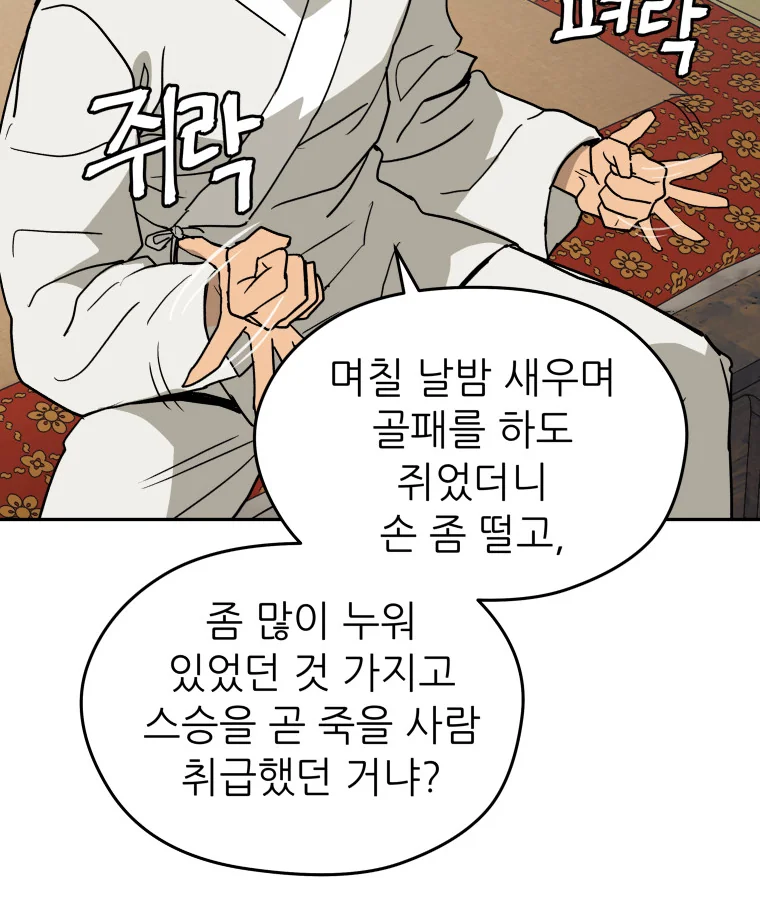 펴락
쥐락
며칠 날밤 새우며
골패를 하도
쥐었더니
손 좀 떨고,
좀 많이 누워
있었던 것 가지고
스승을 곧 죽을 사람
취급했던 거냐?